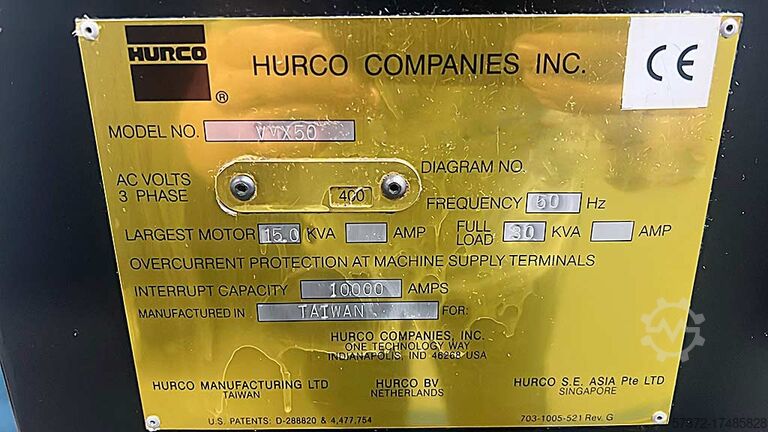 HURCO
HURCO COMPANIES INC.
CE
®
MODEL NO. VVX50
DIAGRAM NO.
AC VOLTS
3 PHASE
400
FREQUENCY 50 Hz
LARGEST MOTOR 15.0 KVA AMP
FULL
LOAD 30 KVA AMP
OVERCURRENT PROTECTION AT MACHINE SUPPLY TERMINALS
INTERRUPT CAPACITY 10000 AMPS
MANUFACTURED IN TAIWAN FOR:
HURCO COMPANIES, INC.
ONE TECHNOLOGY WAY
INDIANAPOLIS, IND 46268 USA
HURCO MANUFACTURING LTD
TAIWAN
HURCO BV
NETHERLANDS
HURCO S.E. ASIA Pte LTD
SINGAPORE
U.S. PATENTS: D-288820 & 4,477,754
703-1005-521 Rev. G